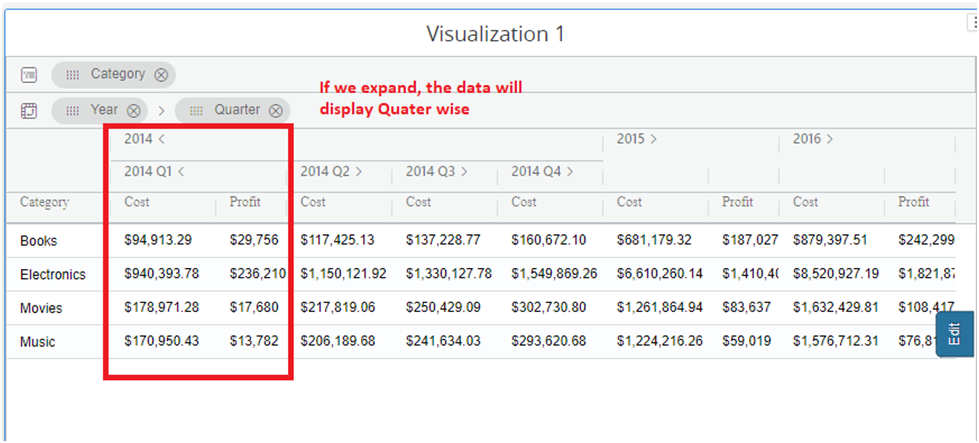 Visualization 1
Category
If we expand, the data will
display Quater wise
Year > Quarter
2014 < 2015 > 2016 >
2014 Q1 < 2014 Q2 > 2014 Q3 > 2014 Q4 >
Category Cost Profit Cost Cost Cost Cost Profit Cost Profit
Books $94,913.29 $29,756 $117,425.13 $137,228.77 $160,672.10 $681,179.32 $187,027 $879,397.51 $242,299
Electronics $940,393.78 $236,210 $1,150,121.92 $1,330,127.78 $1,549,869.26 $6,610,260.14 $1,410,4 $8,520,927.19 $1,821,8
Movies $178,971.28 $17,680 $217,819.06 $250,429.09 $302,730.80 $1,261,864.94 $83,637 $1,632,429.81 $108,417
Music $170,950.43 $13,782 $206,189.68 $241,634.03 $293,620.68 $1,224,216.26 $59,019 $1,576,712.31 $76,8
Edit